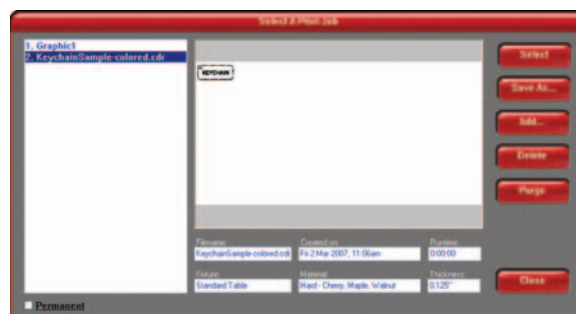 Select A Print Job
1. Graphic1
2. KeychainSample-colored.cdr
KEYCHAIN
Select
Save As...
Add...
Delete
Purge
Filename:
KeychainSample-colored.cdr
Created on:
Fri 2 Mar 2007, 11:06am
Runtime:
0:00:00
Fixture:
Standard Table
Material:
Hard - Cherry, Maple, Walnut
Thickness:
0.125"
Close
Permanent